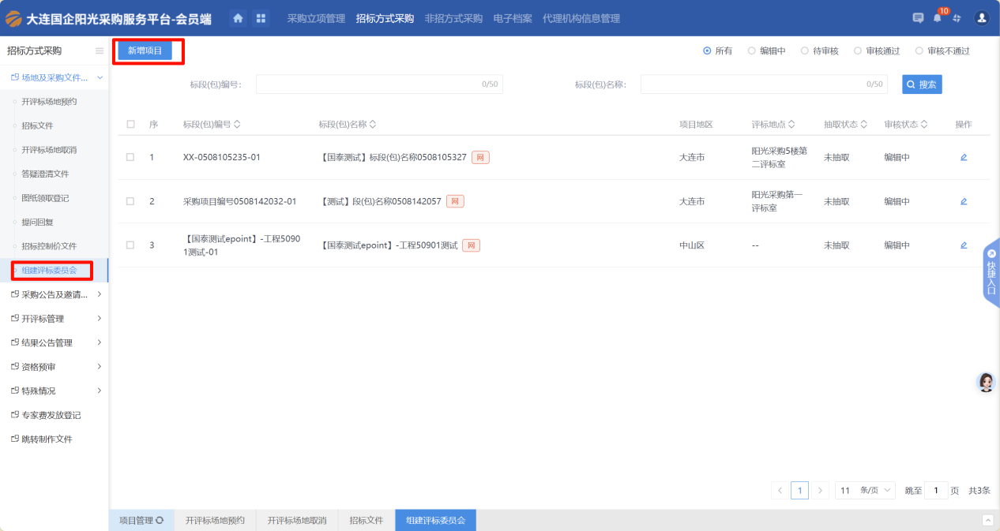 大连国企阳光采购服务平台-会员端
采购立项管理 招标方式采购 非招方式采购 电子档案 代理机构信息管理
10
招标方式采购
新增项目
所有 编辑中 待审核 审核通过 审核不通过
场地及采购文件...
开评标场地预约
招标文件
开评标场地取消
答疑澄清文件
图纸领取登记
提问回复
招标控制价文件
组建评标委员会
采购公告及邀请...
开评标管理
结果公告管理
资格预审
特殊情况
专家费发放登记
跳转制作文件
标段(包)编号: 0/50 标段(包)名称: 0/50 搜索
序 标段(包)编号 标段(包)名称 项目地区 评标地点 抽取状态 审核状态 操作
1 XX-0508105235-01 【国泰测试】标段(包)名称0508105327 网 大连市 阳光采购5楼第
二评标室 未抽取 编辑中
2 采购项目编号0508142032-01 【测试】段(包)名称0508142057 网 大连市 阳光采购第一
评标室 未抽取 编辑中
3 【国泰测试epoint】-工程5090
1测试-01 【国泰测试epoint】-工程50901测试 网 中山区 -- 未抽取 编辑中
快捷入口
1 11 条/页 跳至 1 页 共3条
项目管理 开评标场地预约 开评标场地取消 招标文件 组建评标委员会